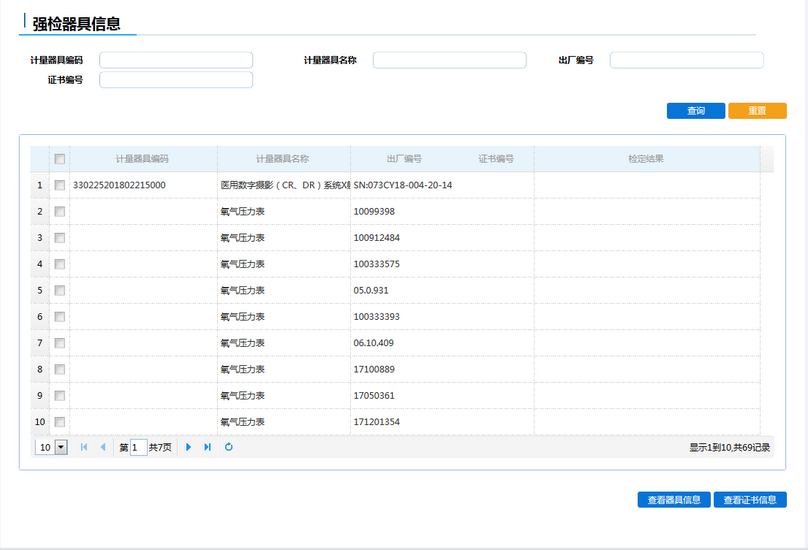 强检器具信息
计量器具编码 计量器具名称 出厂编号
证书编号
查询 重置
计量器具编码 计量器具名称 出厂编号 证书编号 检定结果
1 330225201802215000 医用数字摄影（CR、DR）系统X射 SN:073CY18-004-20-14
2 氧气压力表 10099398
3 氧气压力表 100912484
4 氧气压力表 100333575
5 氧气压力表 05.0.931
6 氧气压力表 100333393
7 氧气压力表 06.10.409
8 氧气压力表 17100889
9 氧气压力表 17050361
10 氧气压力表 171201354
10 第 1 共7页 显示1到10,共69记录
查看器具信息 查看证书信息